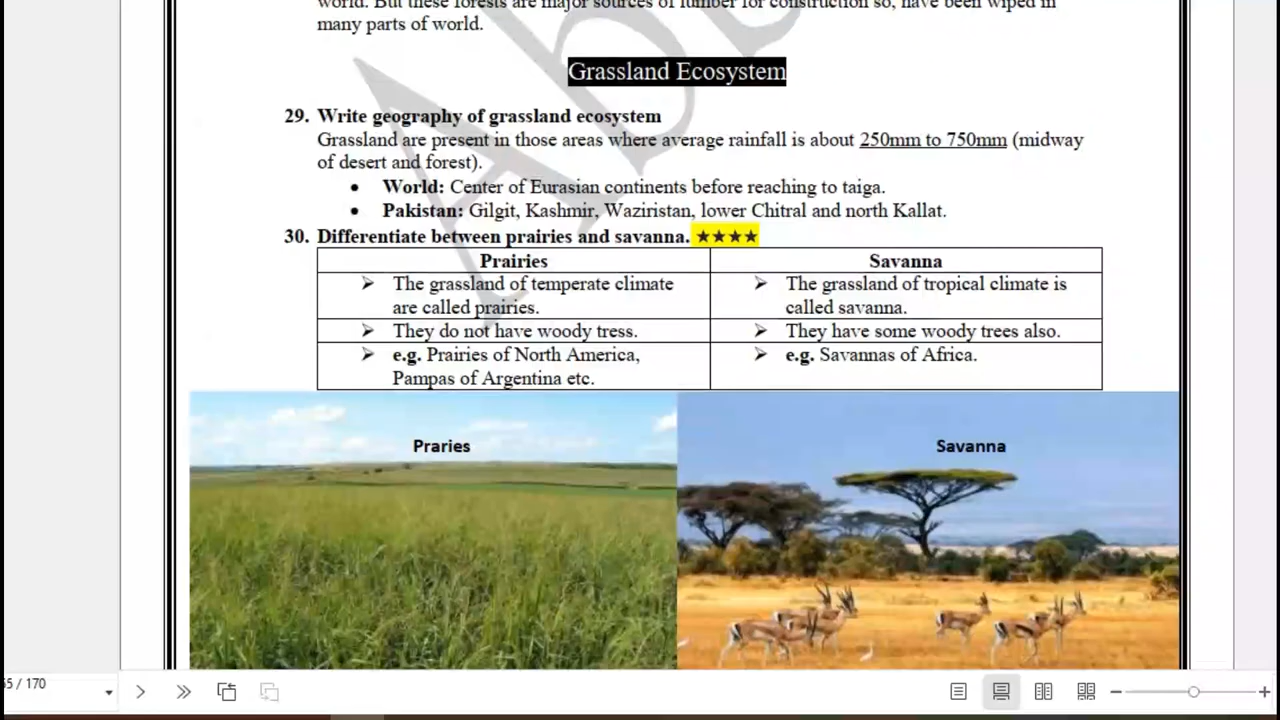 world. But these forests are major sources of lumber for construction so, have been wiped in
many parts of world.
Grassland Ecosystem
29. Write geography of grassland ecosystem
Grassland are present in those areas where average rainfall is about 250mm to 750mm (midway
of desert and forest).
• World: Center of Eurasian continents before reaching to taiga.
• Pakistan: Gilgit, Kashmir, Waziristan, lower Chitral and north Kallat.
30. Differentiate between prairies and savanna. ★★★★
Prairies Savanna
➢ The grassland of temperate climate
are called prairies.
➢ The grassland of tropical climate is
called savanna.
➢ They do not have woody tress.
➢ They have some woody trees also.
➢ e.g. Prairies of North America,
Pampas of Argentina etc.
➢ e.g. Savannas of Africa.
Praries
Savanna
/ 170